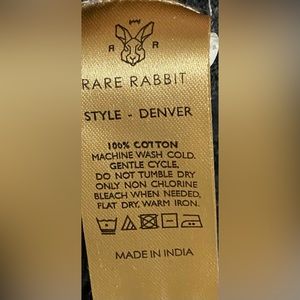 R R
RARE RABBIT
STYLE - DENVER
100% COTTON
MACHINE WASH COLD.
GENTLE CYCLE.
DO NOT TUMBLE DRY
ONLY NON CHLORINE
BLEACH WHEN NEEDED,
FLAT DRY, WARM IRON.
MADE IN INDIA